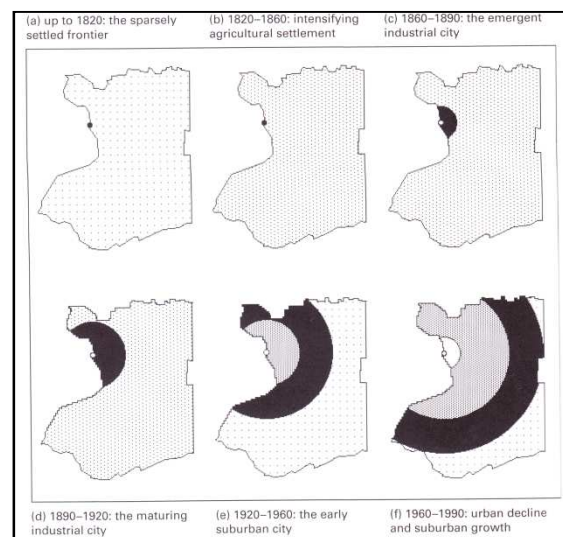 (a) up to 1820: the sparsely
settled frontier
(b) 1820–1860: intensifying
agricultural settlement
(c) 1860–1890: the emergent
industrial city
(d) 1890–1920: the maturing
industrial city
(e) 1920–1960: the early
suburban city
(f) 1960–1990: urban decline
and suburban growth